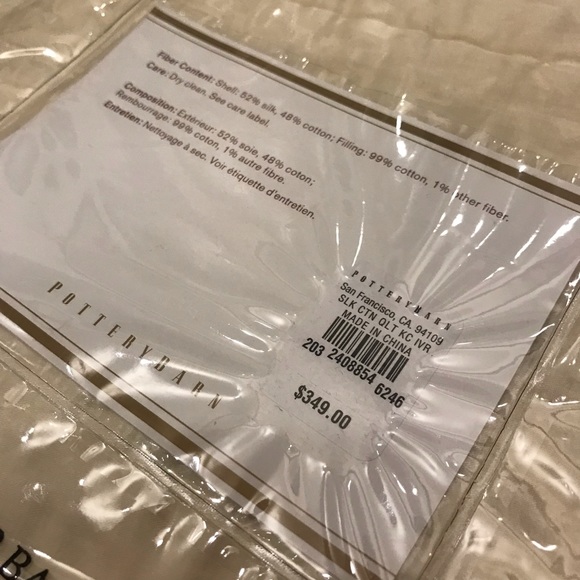 Fiber Content: Shell: 52% silk, 48% cotton; Filling: 99% cotton, 1% other fiber.
Care: Dry clean. See care label.
Composition: Extérieur: 52% soie, 48% coton;
Rembourrage: 99% coton, 1% autre fibre.
Entretien: Nettoyage à sec. Voir étiquette d'entretien.
POTTERYBARN
POTTERYBARN
San Francisco, CA. 94109
SLK CTN QLT KC IVR
MADE IN CHINA
203 2408854 6246
$349.00
BA